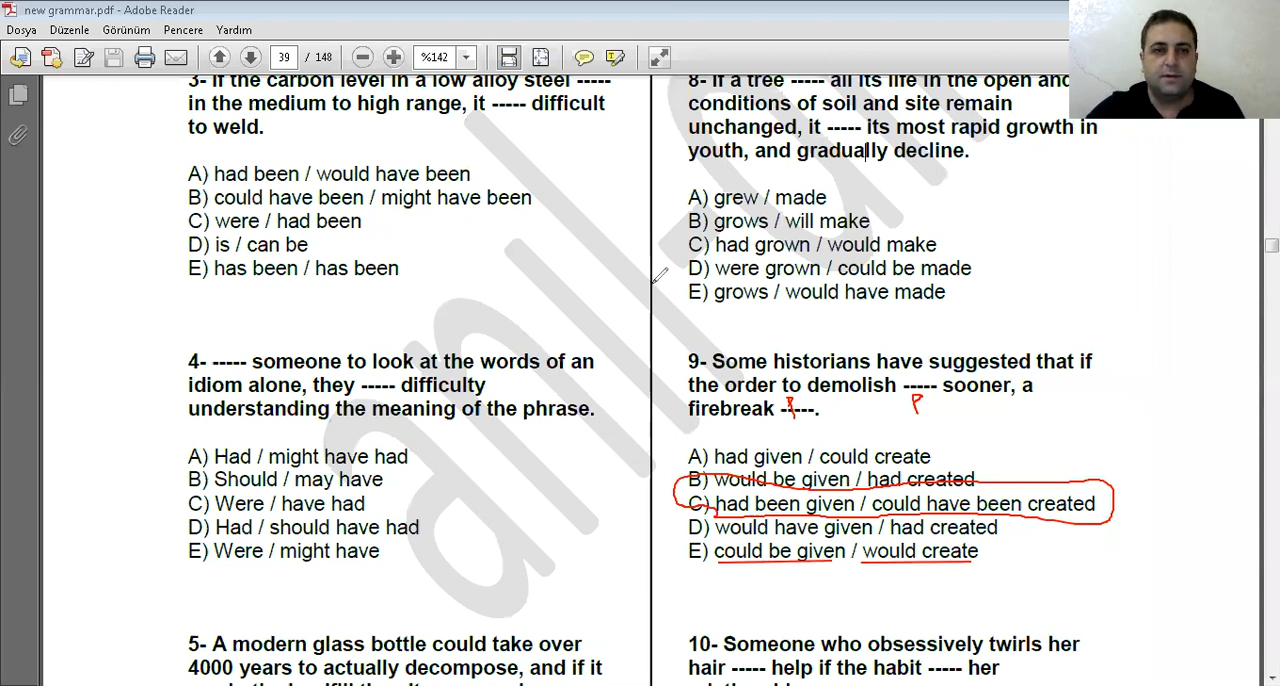 new grammar.pdf - Adobe Reader
Dosya Düzenle Görünüm Pencere Yardım
39 / 148 %142
3- If the carbon level in a low alloy steel -----
in the medium to high range, it ----- difficult
to weld.
A) had been / would have been
B) could have been / might have been
C) were / had been
D) is / can be
E) has been / has been
4- ----- someone to look at the words of an
idiom alone, they ----- difficulty
understanding the meaning of the phrase.
A) Had / might have had
B) Should / may have
C) Were / have had
D) Had / should have had
E) Were / might have
5- A modern glass bottle could take over
4000 years to actually decompose, and if it
8- If a tree ----- all its life in the open and
conditions of soil and site remain
unchanged, it ----- its most rapid growth in
youth, and gradually decline.
A) grew / made
B) grows / will make
C) had grown / would make
D) were grown / could be made
E) grows / would have made
9- Some historians have suggested that if
the order to demolish ----- sooner, a
firebreak -----.
P P
A) had given / could create
B) would be given / had created
C) had been given / could have been created
D) would have given / had created
E) could be given / would create
10- Someone who obsessively twirls her
hair ----- help if the habit ----- her
anıl-an